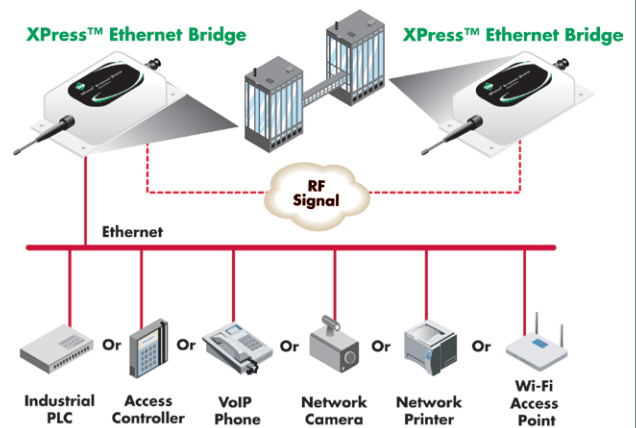 XPress™ Ethernet Bridge
XPress™ Ethernet Bridge
RF
Signal
Ethernet
Or
Or
Or
Or
Or
Industrial
PLC
Access
Controller
VoIP
Phone
Network
Camera
Network
Printer
Wi-Fi
Access
Point